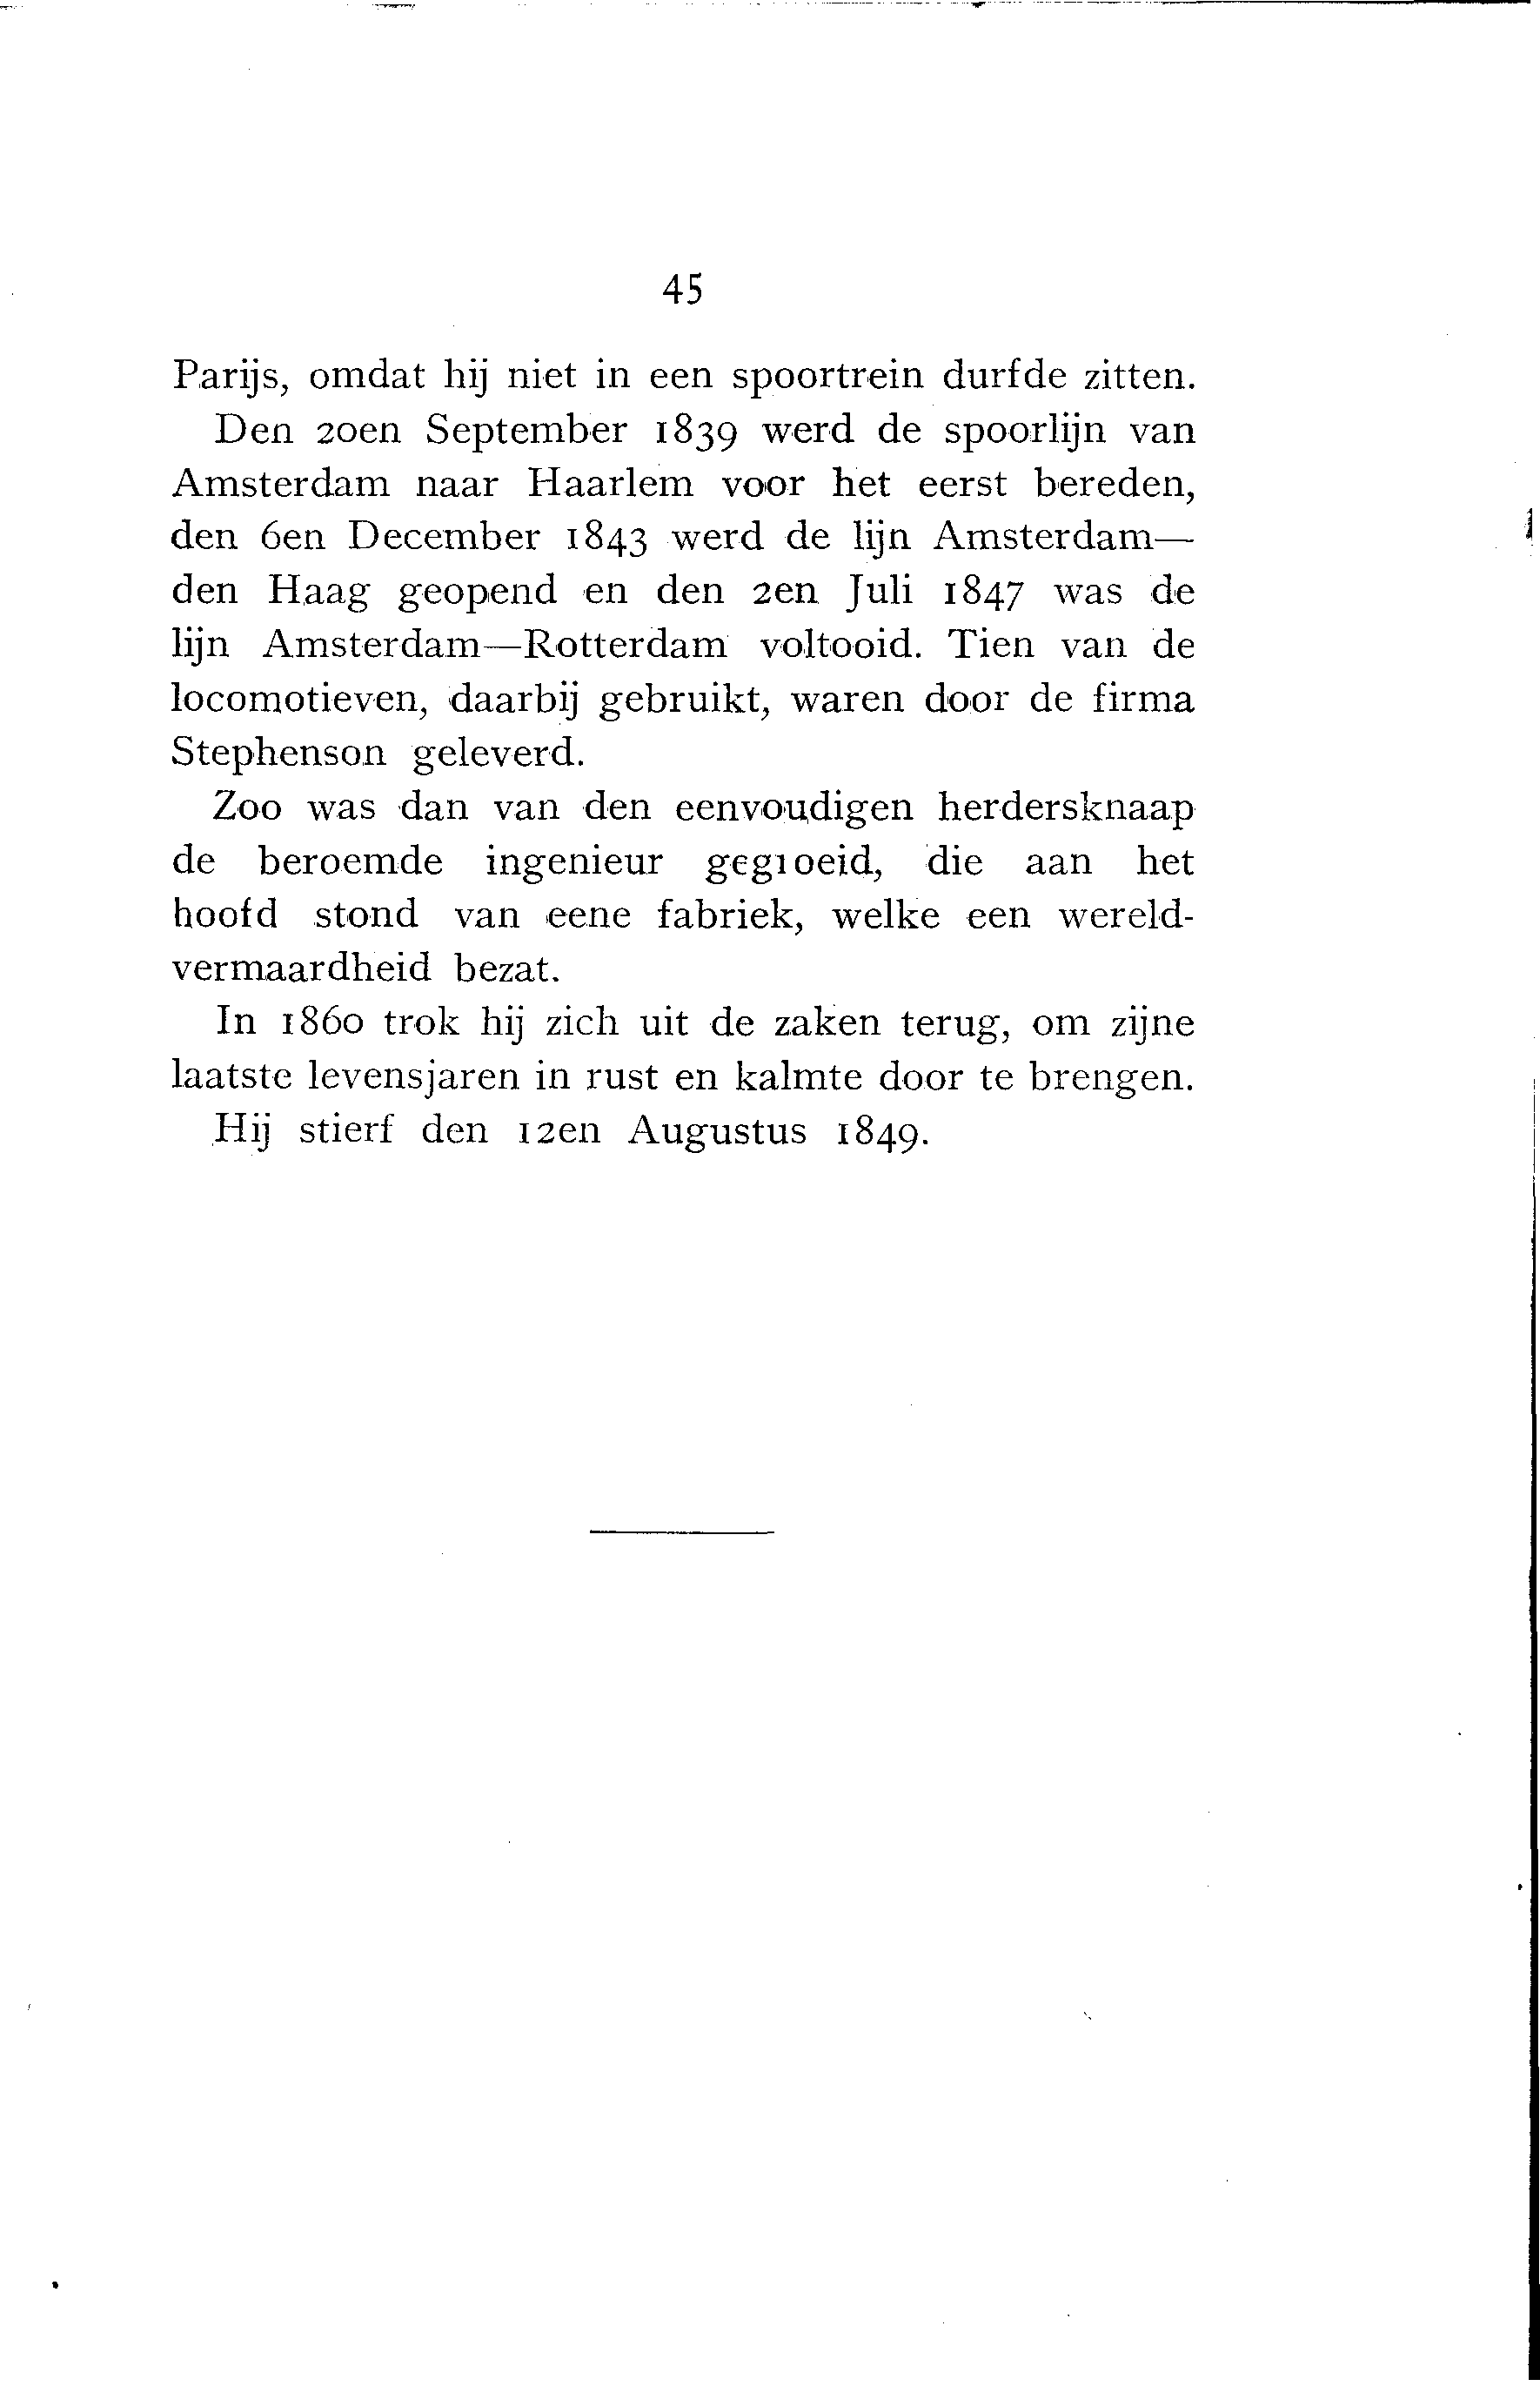 45
Parijs, omdat hij niet in een spoortrein durfde zitten.
Den 20en September 1839 werd de spoorlijn van
Amsterdam naar Haarlem voor het eerst bereden,
den 6en December 1843 werd de lijn Amsterdam—
den Haag geopend en den 2en Juli 1847 was de
lijn Amsterdam—Rotterdam voltooid. Tien van de
locomotieven, daarbij gebruikt, waren door de firma
Stephenson geleverd.
Zoo was dan van den eenvoudigen herdersknaap
de beroemde ingenieur gegroeid, die aan het
hoofd stond van eene fabriek, welke een wereld-
vermaardheid bezat.
In 1860 trok hij zich uit de zaken terug, om zijne
laatste levensjaren in rust en kalmte door te brengen.
Hij stierf den 12en Augustus 1849.